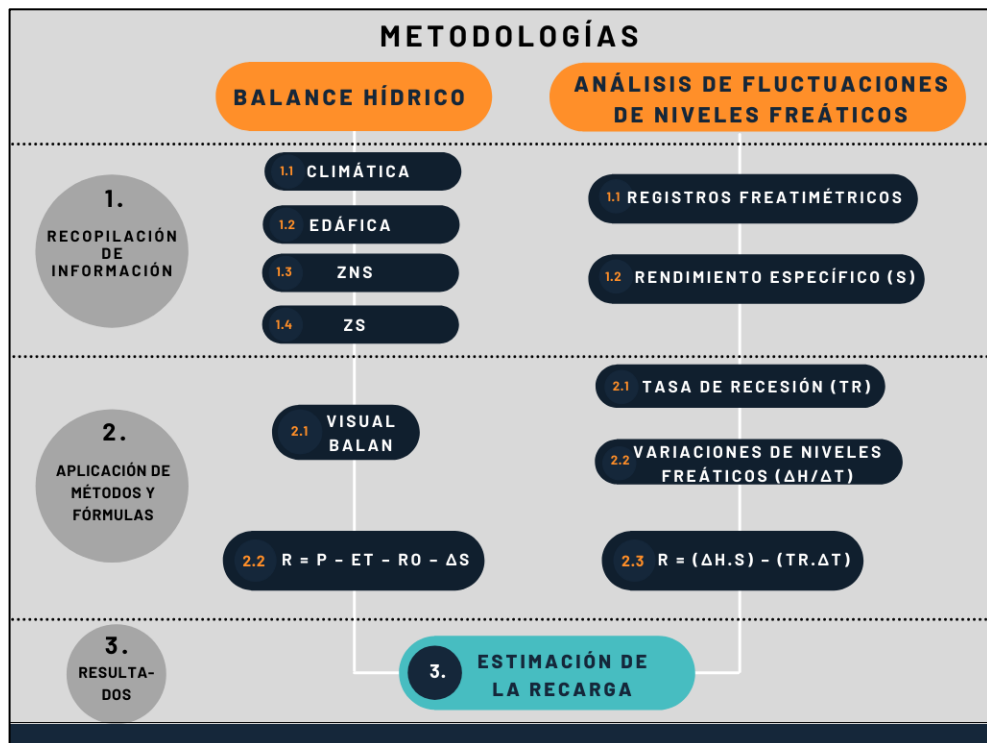 METODOLOGÍAS
BALANCE HÍDRICO
ANÁLISIS DE FLUCTUACIONES
DE NIVELES FREÁTICOS
1.
RECOPILACIÓN
DE
INFORMACIÓN
1.1 CLIMÁTICA
1.2 EDÁFICA
1.3 ZNS
1.4 ZS
1.1 REGISTROS FREATIMÉTRICOS
1.2 RENDIMIENTO ESPECÍFICO (S)
2.
APLICACIÓN DE
MÉTODOS Y
FÓRMULAS
2.1 VISUAL
BALAN
2.2 R = P – ET – RO – ΔS
2.1 TASA DE RECESIÓN (TR)
2.2 VARIACIONES DE NIVELES
FREÁTICOS (ΔH/ΔT)
2.3 R = (ΔH.S) – (TR.ΔT)
3.
RESULTA-
DOS
3. ESTIMACIÓN DE
LA RECARGA